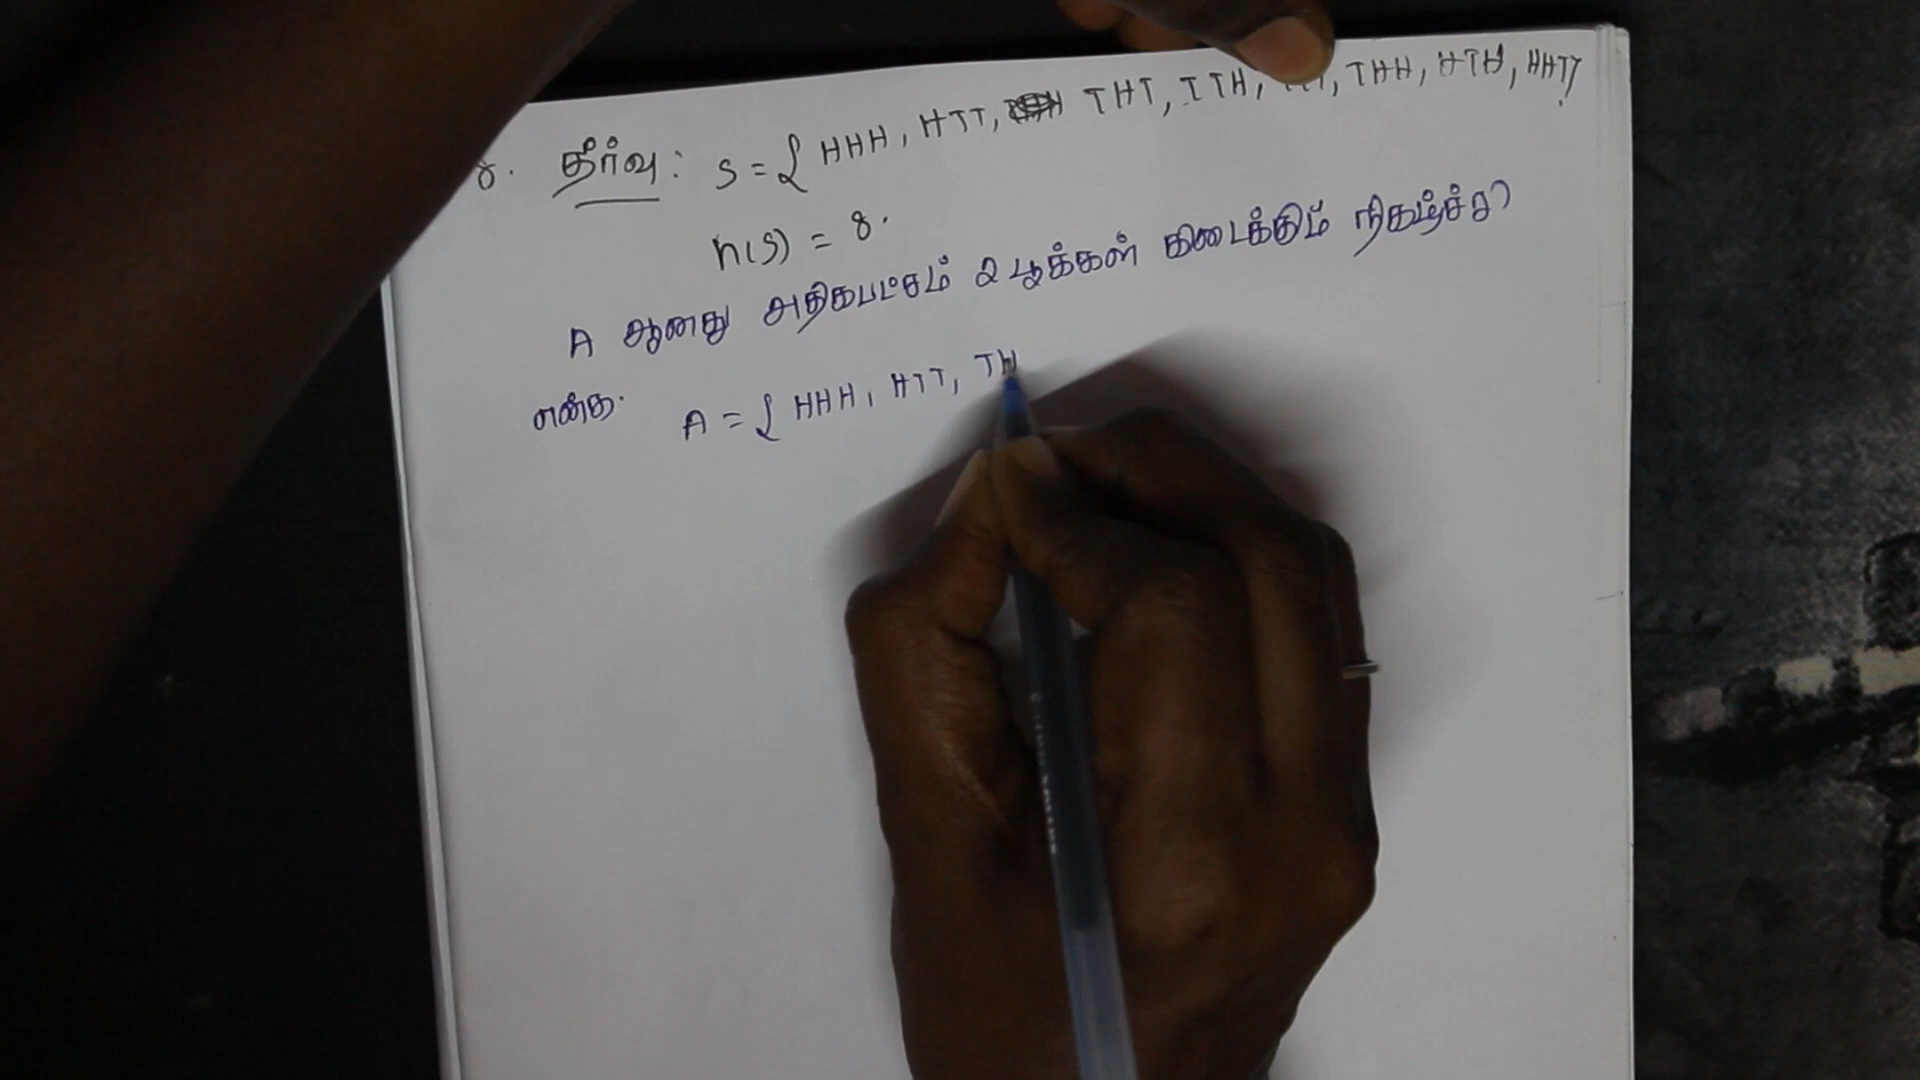 8. தீர்வு: S = { HHH, HTT, THT, TTH, THH, HTH, HHT}
n(S) = 8.
A ஆனது அதிகபட்சம் 2 பூக்கள் கிடைக்கும் நிகழ்ச்சி
என்க.
A = { HHH, HTT, TH